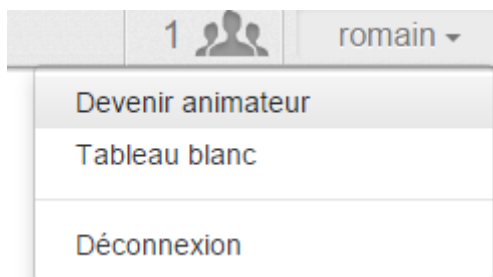 1 romain
Devenir animateur
Tableau blanc
Déconnexion